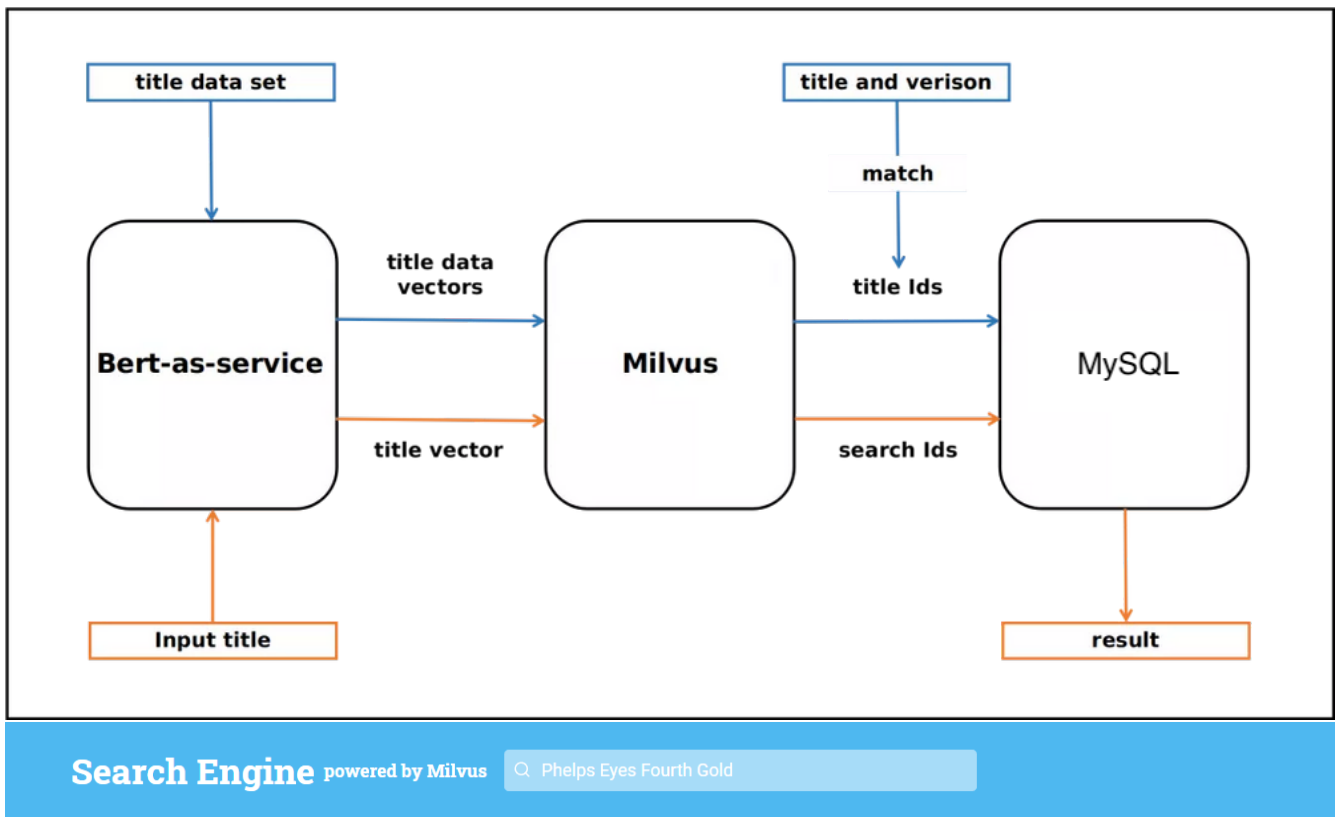 title data set
title and verison
match
title data
vectors
title Ids
Bert-as-service
Milvus
MySQL
title vector
search Ids
Input title
result
Search Engine powered by Milvus
Phelps Eyes Fourth Gold